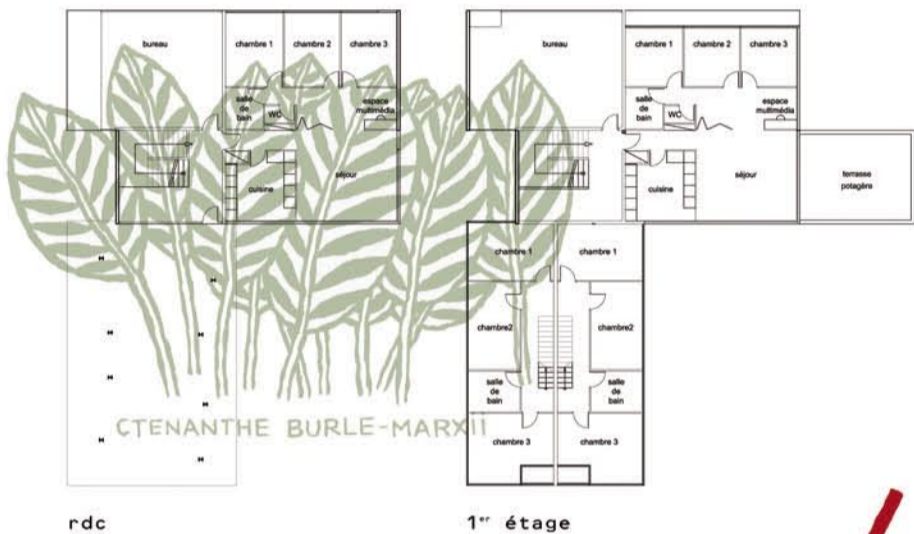 bureau
chambre 1
chambre 2
chambre 3
salle
de
bain
WC
espace
multimédia
cuisine
séjour
rdc
bureau
chambre 1
chambre 2
chambre 3
salle
de
bain
WC
espace
multimédia
cuisine
séjour
terrasse
potagère
chambre 1
chambre 1
chambre2
chambre2
salle
de
bain
salle
de
bain
chambre 3
chambre 3
1er étage
CTENANTHE BURLE-MARXII